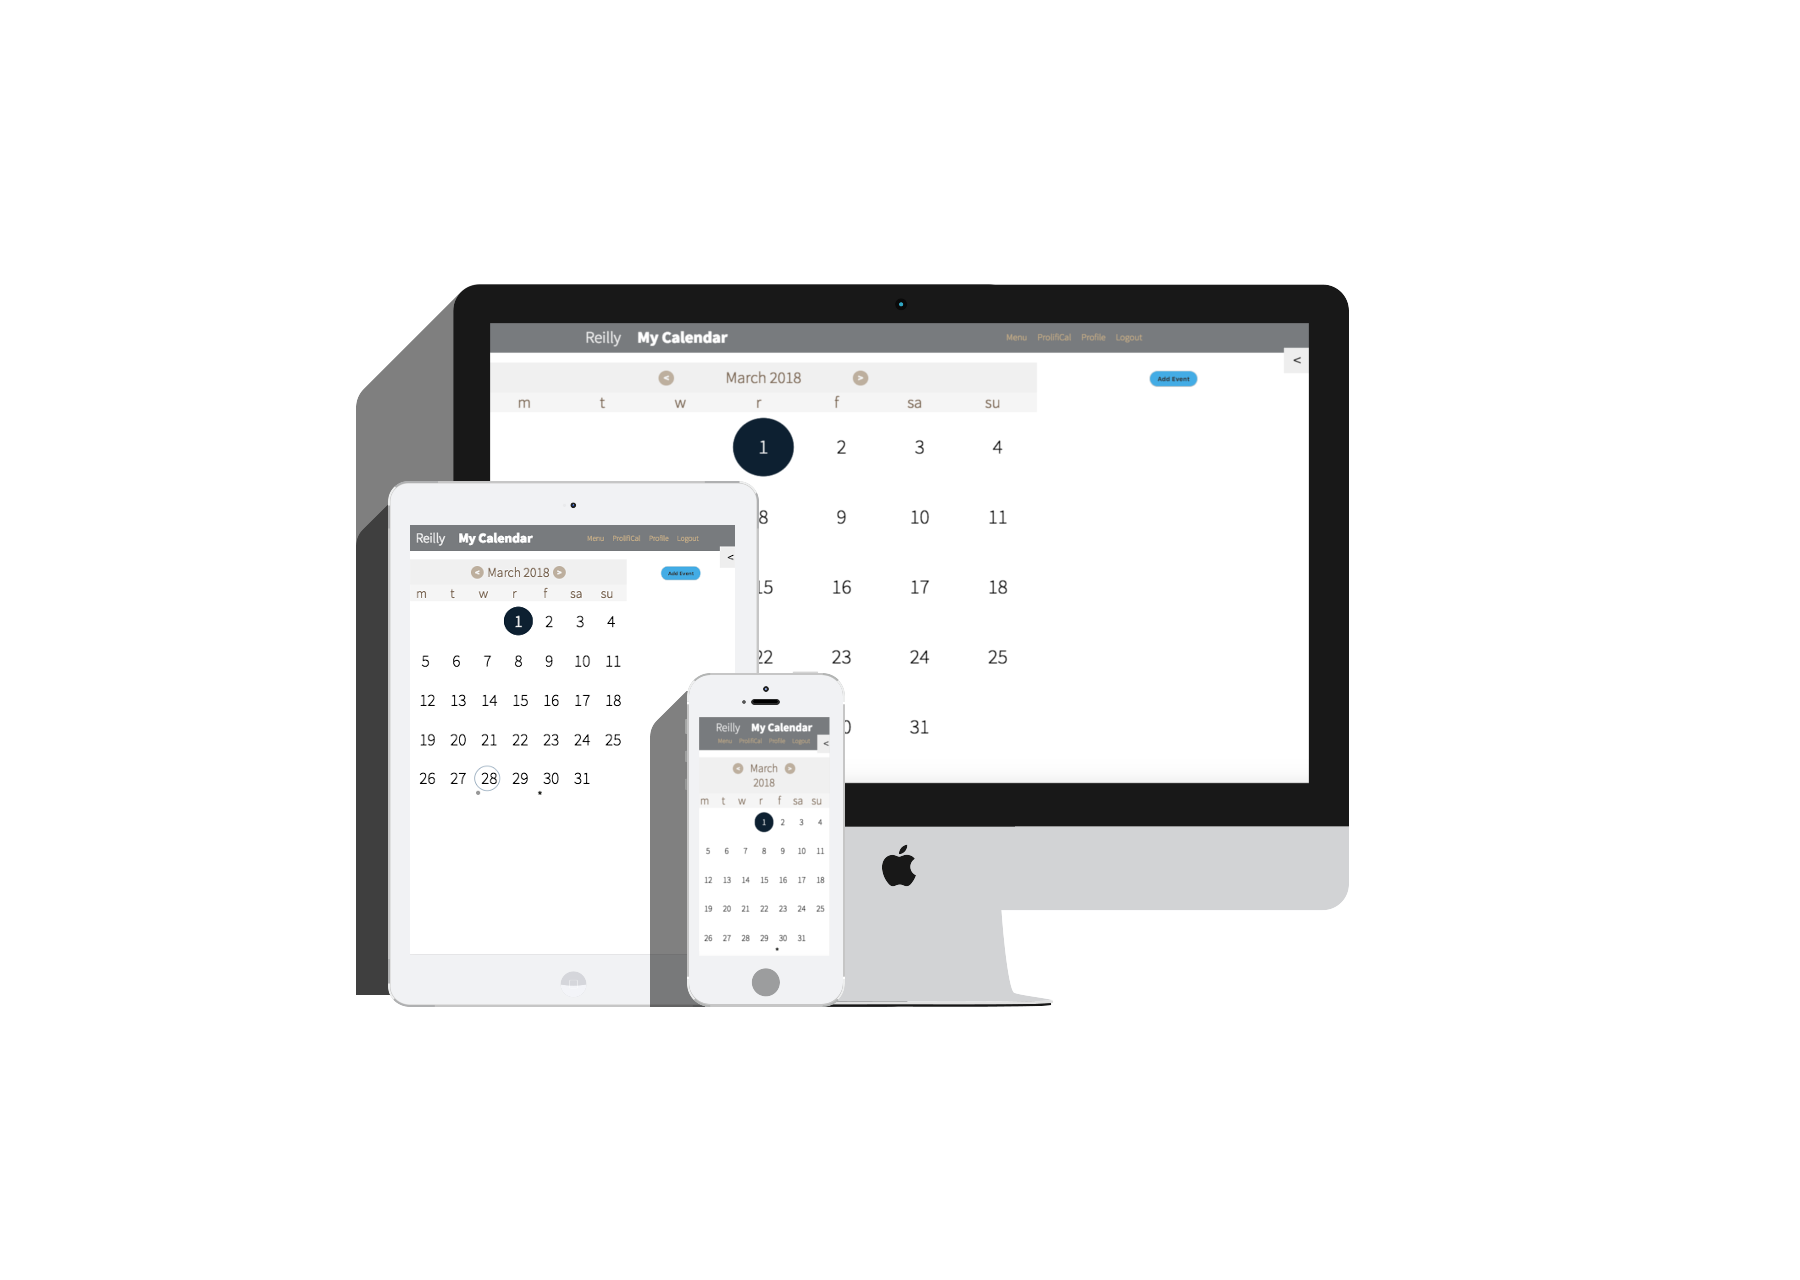 Reilly My Calendar Menu ProlifiCal Profile Logout
<
< March 2018 >
Add Event
m t w r f sa su
1 2 3 4
8 9 10 11
15 16 17 18
22 23 24 25
31
Reilly My Calendar Menu ProlifiCal Profile Logout
<
< March 2018 >
Add Event
m t w r f sa su
1 2 3 4
5 6 7 8 9 10 11
12 13 14 15 16 17 18
19 20 21 22 23 24 25
26 27 28 29 30 31
Reilly My Calendar
Menu ProlifiCal Profile Logout
<
< March >
2018
m t w r f sa su
1 2 3 4
5 6 7 8 9 10 11
12 13 14 15 16 17 18
19 20 21 22 23 24 25
26 27 28 29 30 31